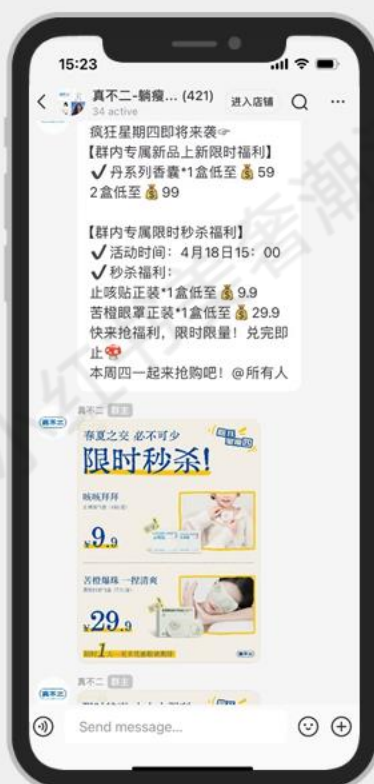 15:23
真不二-躺瘦... (421)
34 active
进入店铺
疯狂星期四即将来袭👉
【群内专属新品上新限时福利】
✓丹系列香囊*1盒低至💰59
2盒低至💰99
【群内专属限时秒杀福利】
✓活动时间：4月18日15：00
✓秒杀福利：
止咳贴正装*1盒低至💰9.9
苦橙眼罩正装*1盒低至💰29.9
快来抢福利，限时限量！兑完即
止🧧
本周四一起来抢购吧！@所有人
真不二 群主
真不二
春夏之交 必不可少
限时秒杀!
咳咳拜拜
¥9.9
苦橙爆珠 一捏清爽
¥29.9
真不二 群主
真不二
Send message...